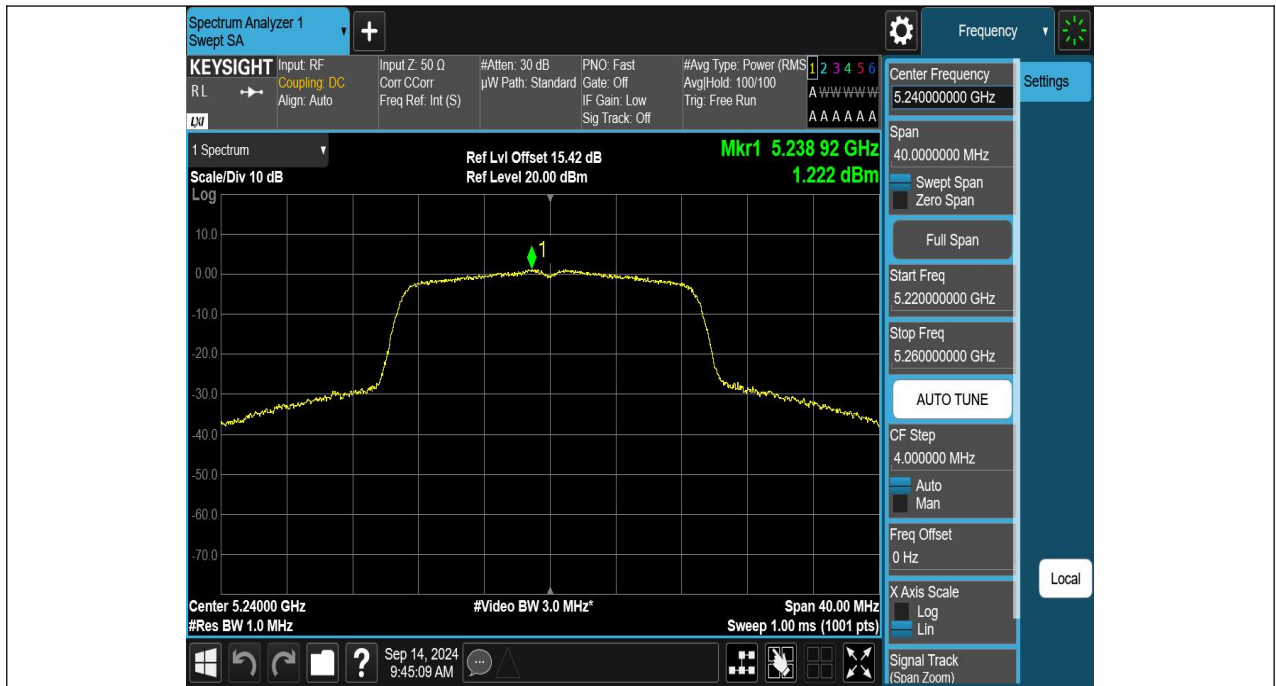 Spectrum Analyzer 1
Swept SA
+
Frequency
KEYSIGHT
R L
LXI
Input: RF
Coupling: DC
Align: Auto
Input Z: 50 Ω
Corr CCorr
Freq Ref: Int (S)
#Atten: 30 dB
µW Path: Standard
PNO: Fast
Gate: Off
IF Gain: Low
Sig Track: Off
#Avg Type: Power (RMS
Avg|Hold: 100/100
Trig: Free Run
1 2 3 4 5 6
A W W W W W
A A A A A A
1 Spectrum
Scale/Div 10 dB
Log
Ref Lvl Offset 15.42 dB
Ref Level 20.00 dBm
Mkr1 5.238 92 GHz
1.222 dBm
1
10.0
0.00
-10.0
-20.0
-30.0
-40.0
-50.0
-60.0
-70.0
Center 5.24000 GHz
#Res BW 1.0 MHz
#Video BW 3.0 MHz*
Span 40.00 MHz
Sweep 1.00 ms (1001 pts)
?
Sep 14, 2024
9:45:09 AM
Center Frequency
5.240000000 GHz
Span
40.0000000 MHz
Swept Span
Zero Span
Full Span
Start Freq
5.220000000 GHz
Stop Freq
5.260000000 GHz
AUTO TUNE
CF Step
4.000000 MHz
Auto
Man
Freq Offset
0 Hz
X Axis Scale
Log
Lin
Signal Track
(Span Zoom)
Settings
Local